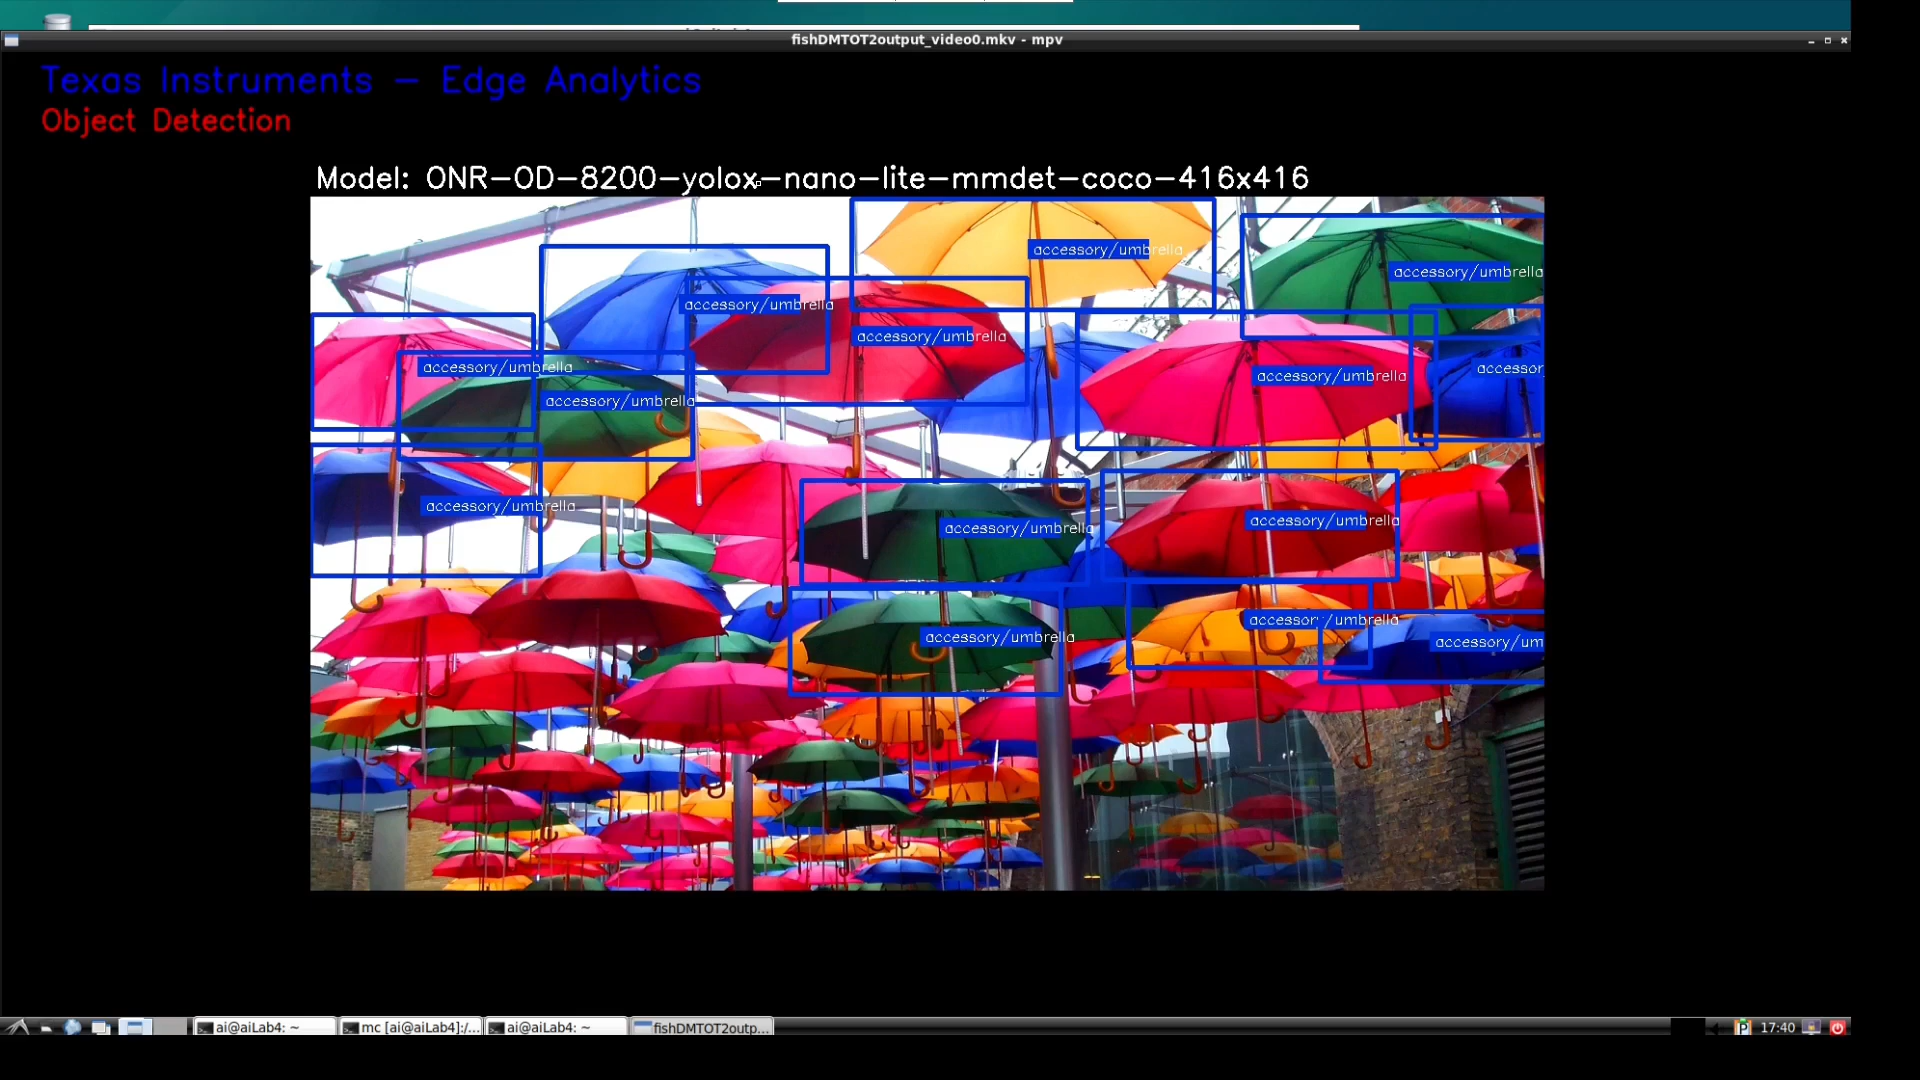 fishDMTOT2output_video0.mkv - mpv
Texas Instruments - Edge Analytics
Object Detection
Model: ONR-OD-8200-yolox-nano-lite-mmdet-coco-416x416
accessory/umbrella
accessory/umbrella
accessory/umbrella
accessory/umbrella
accessory/umbrella
accessory/umbrella
accessor
accessory/umbrella
accessory/umbrella
accessory/umbrella
accessory/umbrella
accessory/umbrella
accessory/umbrella
accessory/um
ai@aiLab4: ~
mc [ai@aiLab4]:/...
ai@aiLab4: ~
fishDMTOT2outp...
P
17:40